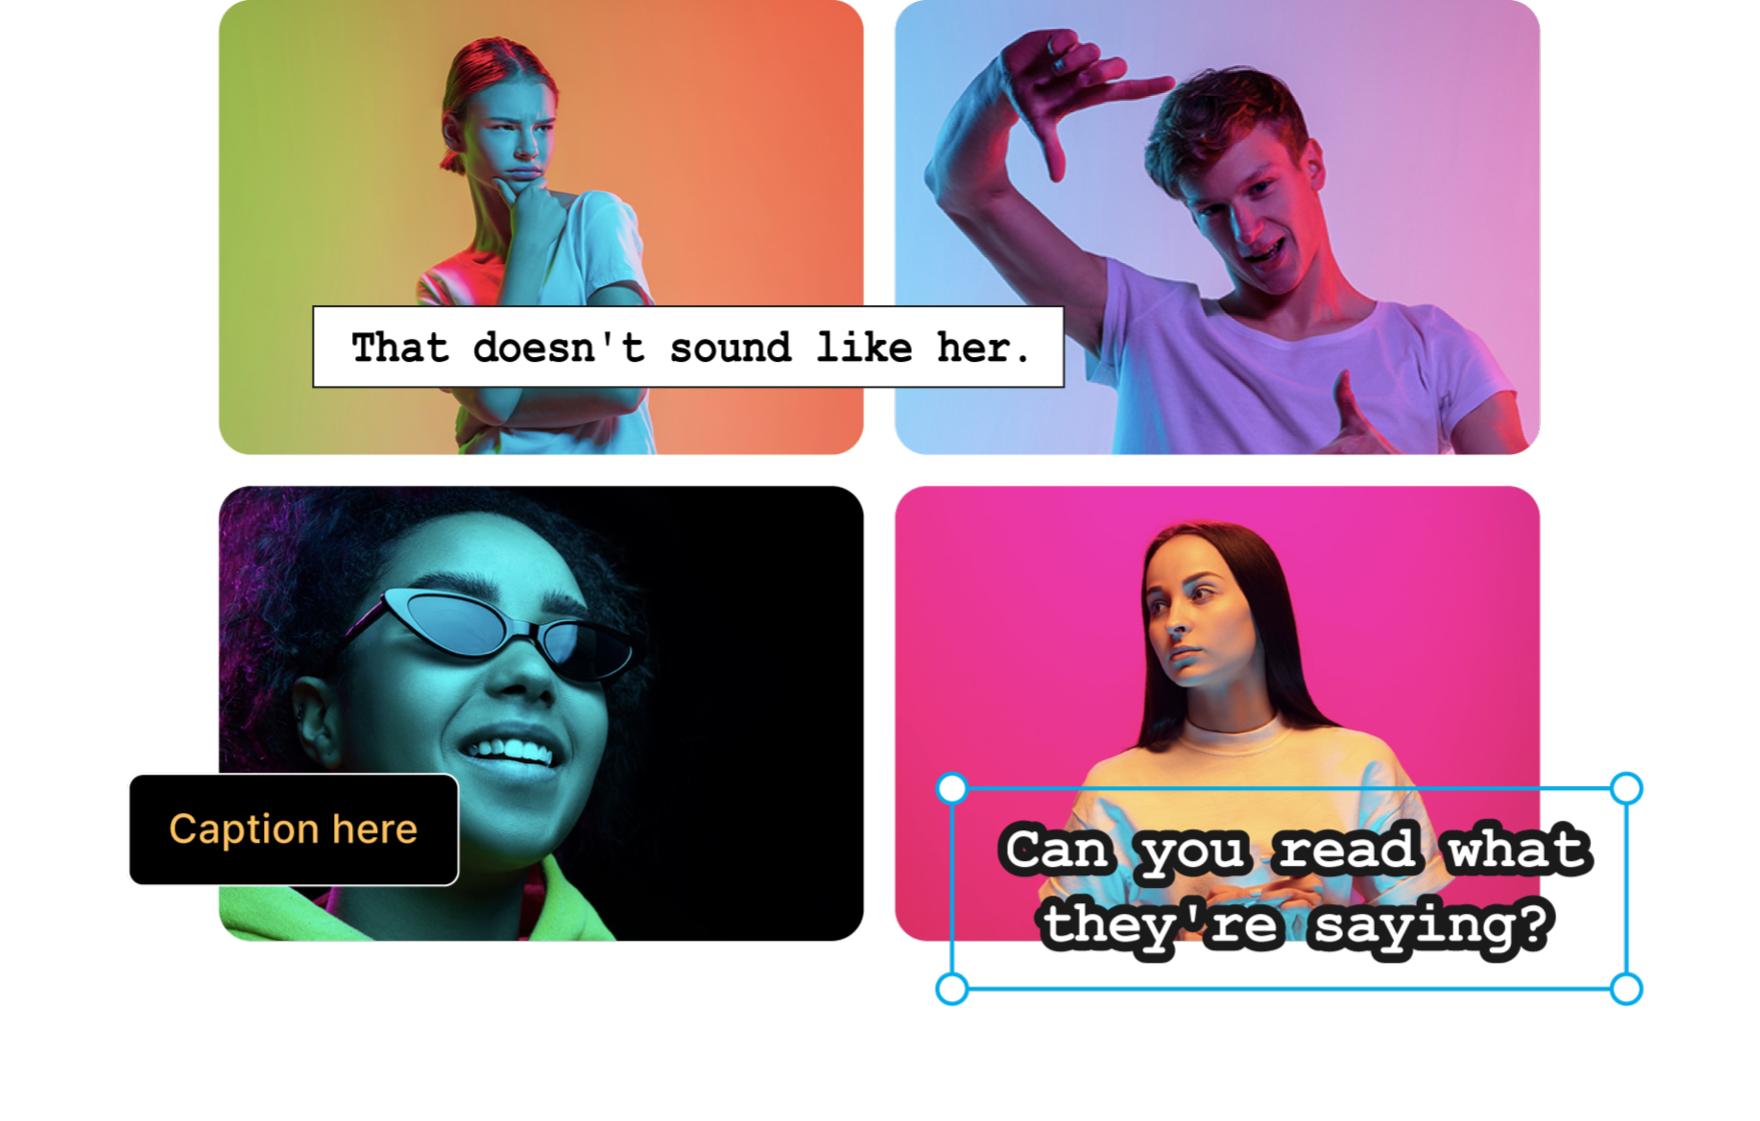 That doesn't sound like her.
Caption here
Can you read what
they're saying?